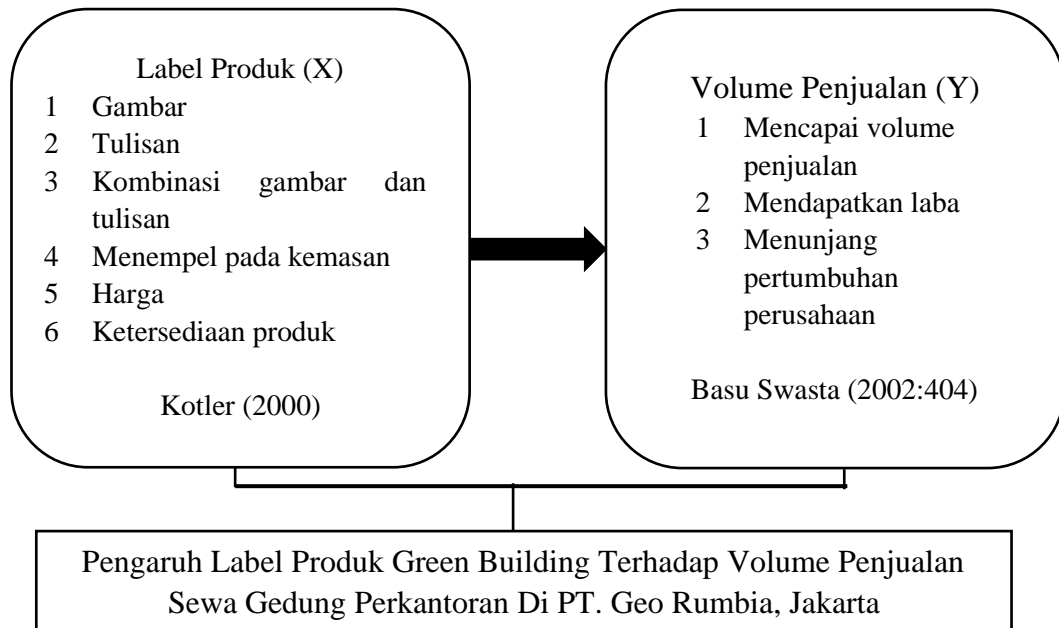 Label Produk (X)
1 Gambar
2 Tulisan
3 Kombinasi gambar dan
tulisan
4 Menempel pada kemasan
5 Harga
6 Ketersediaan produk
Kotler (2000)
Volume Penjualan (Y)
1 Mencapai volume
penjualan
2 Mendapatkan laba
3 Menunjang
pertumbuhan
perusahaan
Basu Swasta (2002:404)
Pengaruh Label Produk Green Building Terhadap Volume Penjualan
Sewa Gedung Perkantoran Di PT. Geo Rumbia, Jakarta